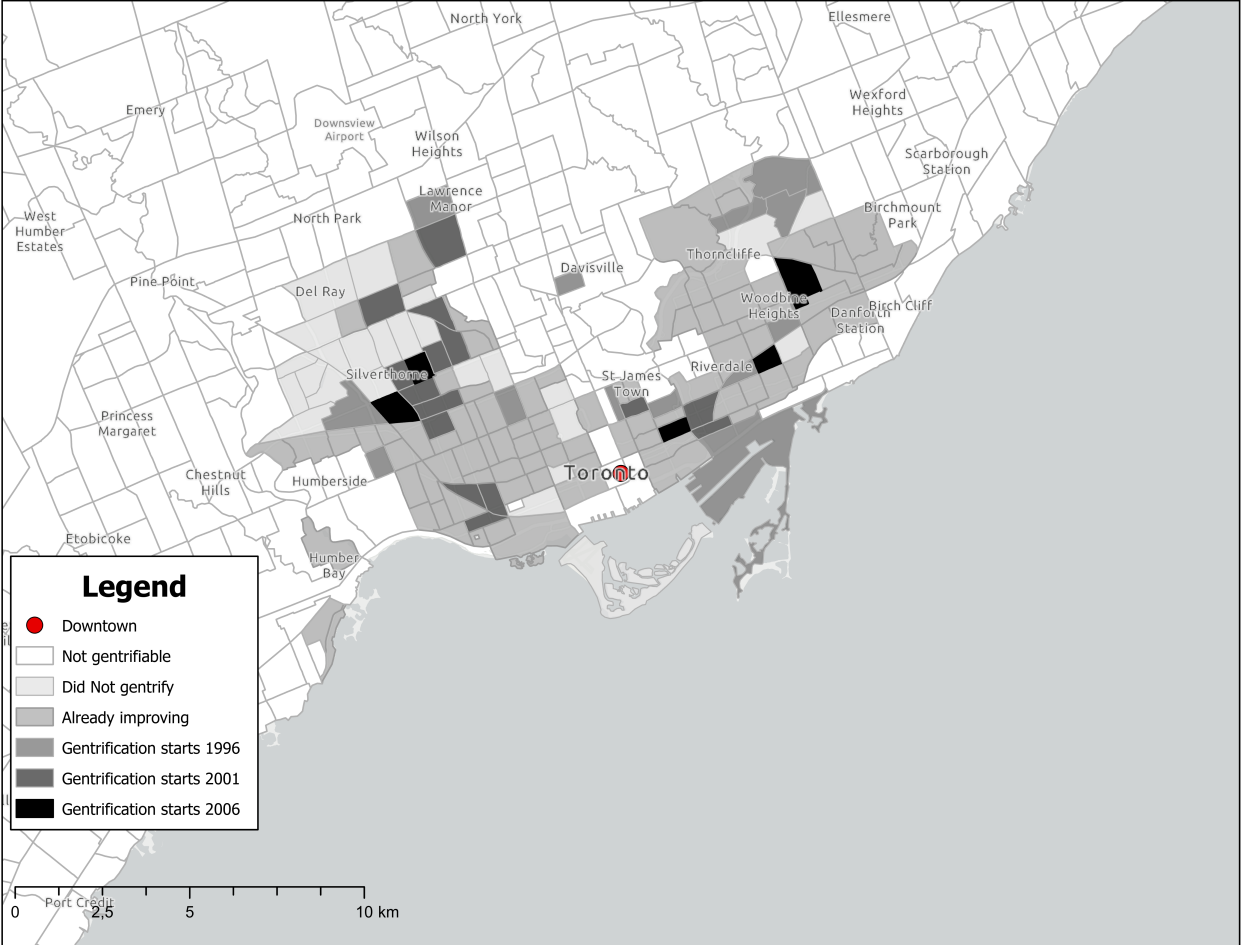 North York
Ellesmere
Emery
Downsview
Airport
Wilson
Heights
Wexford
Heights
Scarborough
Station
Lawrence
Manor
West
Humber
Estates
North Park
Birchmount
Park
Pine Point
Del Ray
Davisville
Thorncliffe
Woodbine
Heights
Birch Cliff
Danforth
Station
Silverthorne
St James
Town
Riverdale
Princess
Margaret
Chestnut
Hills
Humberside
Toronto
Etobicoke
Humber
Bay
Legend
Downtown
Not gentrifiable
Did Not gentrify
Already improving
Gentrification starts 1996
Gentrification starts 2001
Gentrification starts 2006
Port Credit
0 2,5 5 10 km